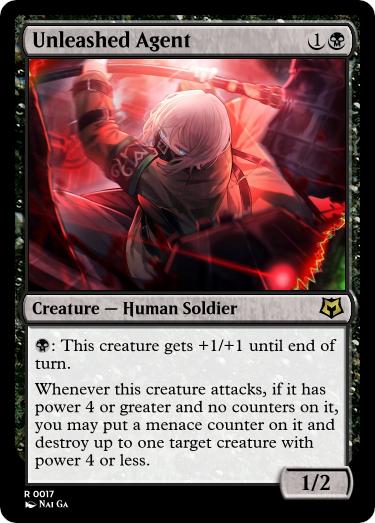 Unleashed Agent 1
Creature — Human Soldier
: This creature gets +1/+1 until end of
turn.
Whenever this creature attacks, if it has
power 4 or greater and no counters on it,
you may put a menace counter on it and
destroy up to one target creature with
power 4 or less.
1/2
R 0017
Nai Ga